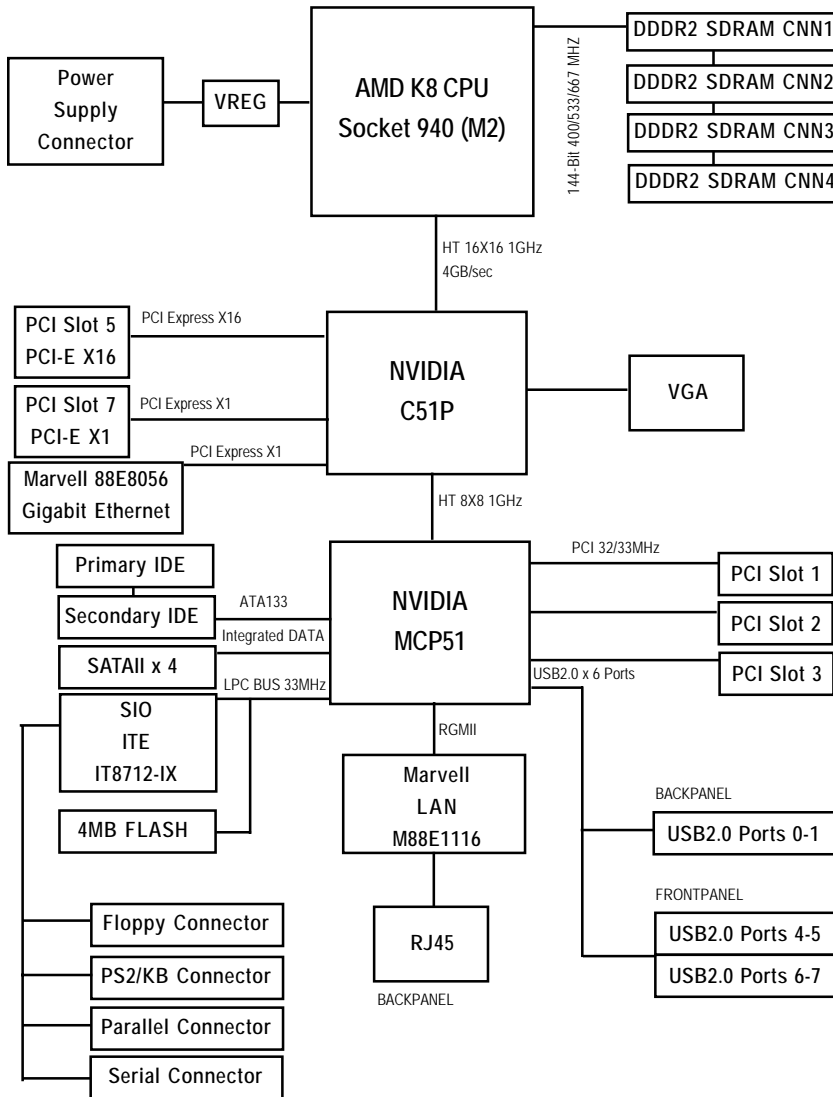 DDDR2 SDRAM CNN1
DDDR2 SDRAM CNN2
DDDR2 SDRAM CNN3
DDDR2 SDRAM CNN4
144-Bit 400/533/667 MHZ
Power
Supply
Connector
VREG
AMD K8 CPU
Socket 940 (M2)
HT 16X16 1GHz
4GB/sec
PCI Slot 5
PCI-E X16
PCI Express X16
PCI Slot 7
PCI-E X1
PCI Express X1
PCI Express X1
Marvell 88E8056
Gigabit Ethernet
NVIDIA
C51P
VGA
HT 8X8 1GHz
Primary IDE
Secondary IDE
ATA133
Integrated DATA
SATAII x 4
LPC BUS 33MHz
SIO
ITE
IT8712-IX
4MB FLASH
NVIDIA
MCP51
PCI 32/33MHz
PCI Slot 1
PCI Slot 2
PCI Slot 3
USB2.0 x 6 Ports
RGMII
Marvell
LAN
M88E1116
RJ45
BACKPANEL
BACKPANEL
USB2.0 Ports 0-1
FRONTPANEL
USB2.0 Ports 4-5
USB2.0 Ports 6-7
Floppy Connector
PS2/KB Connector
Parallel Connector
Serial Connector